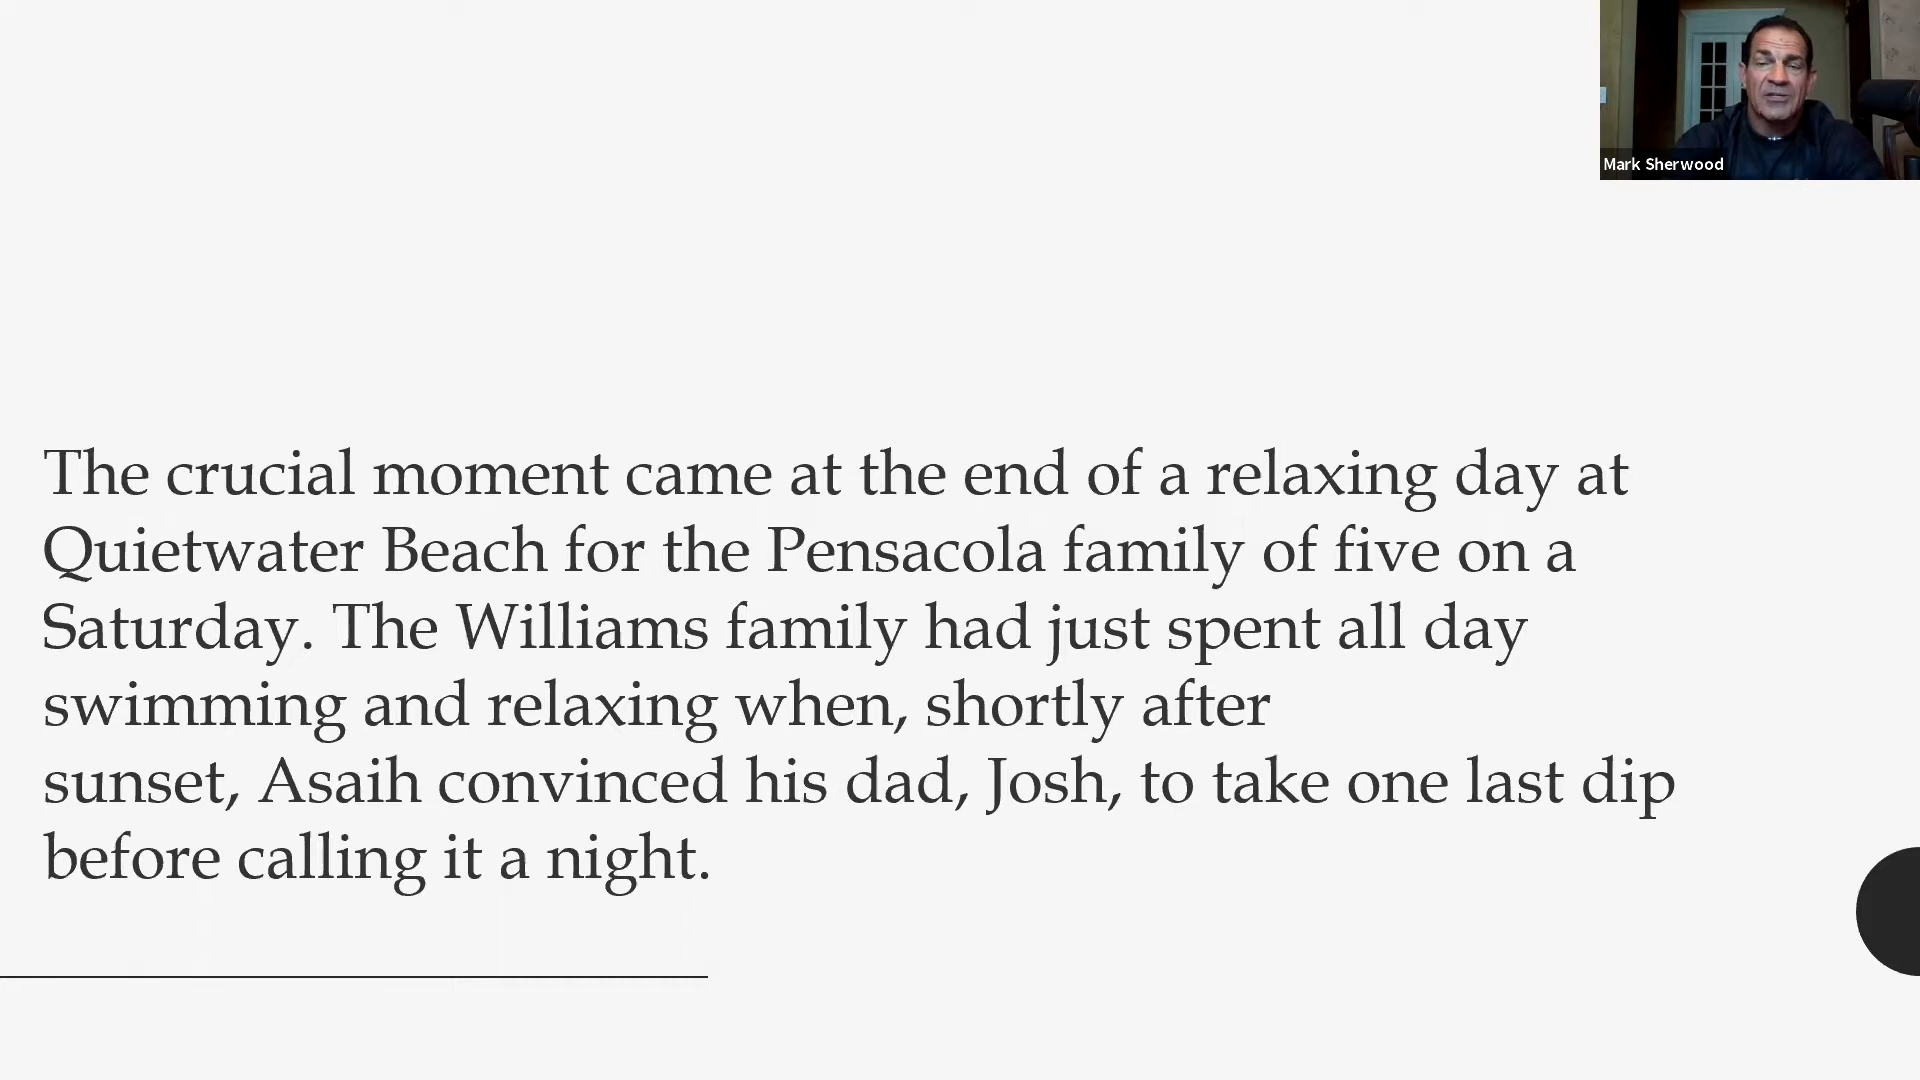 Mark Sherwood
The crucial moment came at the end of a relaxing day at
Quietwater Beach for the Pensacola family of five on a
Saturday. The Williams family had just spent all day
swimming and relaxing when, shortly after
sunset, Asaih convinced his dad, Josh, to take one last dip
before calling it a night.